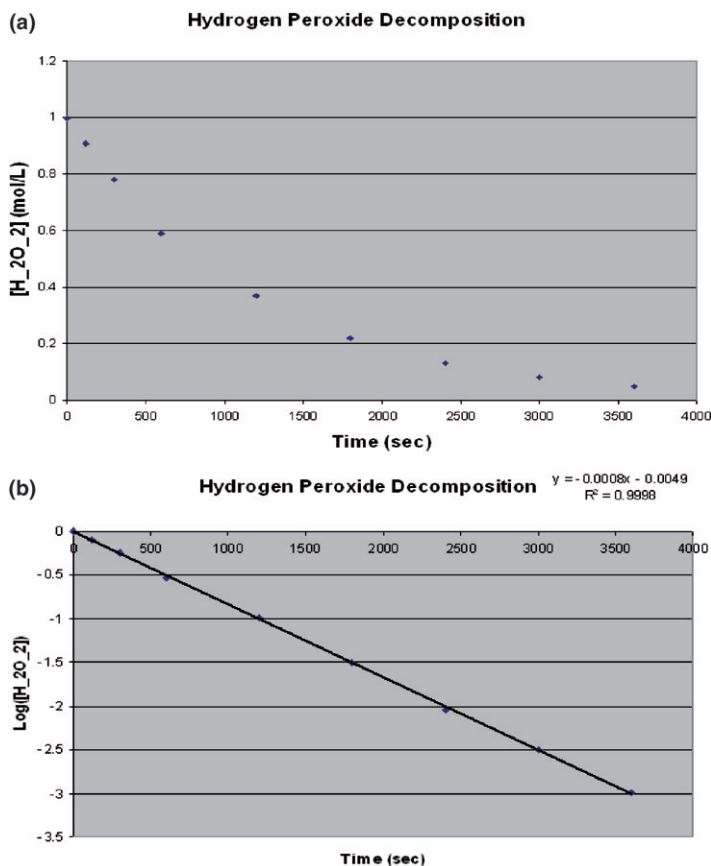 (a)
Hydrogen Peroxide Decomposition
[H_2O_2] (mol/L)
1.2
1
0.8
0.6
0.4
0.2
0
0 500 1000 1500 2000 2500 3000 3500 4000
Time (sec)
(b)
Hydrogen Peroxide Decomposition
y = -0.0008x - 0.0049
R² = 0.9998
Log([H_2O_2])
0
0 500 1000 1500 2000 2500 3000 3500 4000
-0.5
-1
-1.5
-2
-2.5
-3
-3.5
Time (sec)